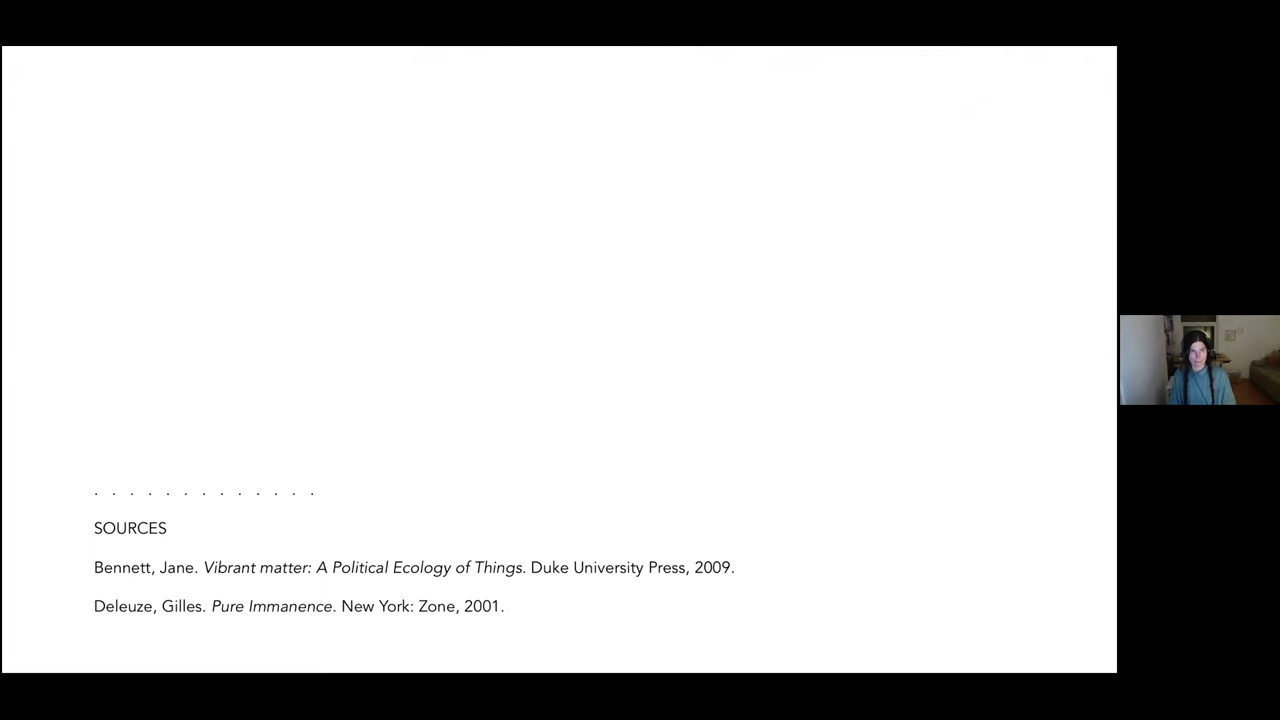 . . . . . . . . . . . . .
SOURCES
Bennett, Jane. Vibrant matter: A Political Ecology of Things. Duke University Press, 2009.
Deleuze, Gilles. Pure Immanence. New York: Zone, 2001.